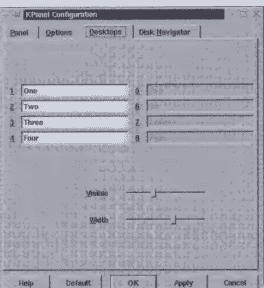 KPanel Configuration
Panel Options Desktops Disk Navigator
1 One 5
2 Two 6
3 Three 7
4 Four 8
Visible
Width
Help Default OK Apply Cancel